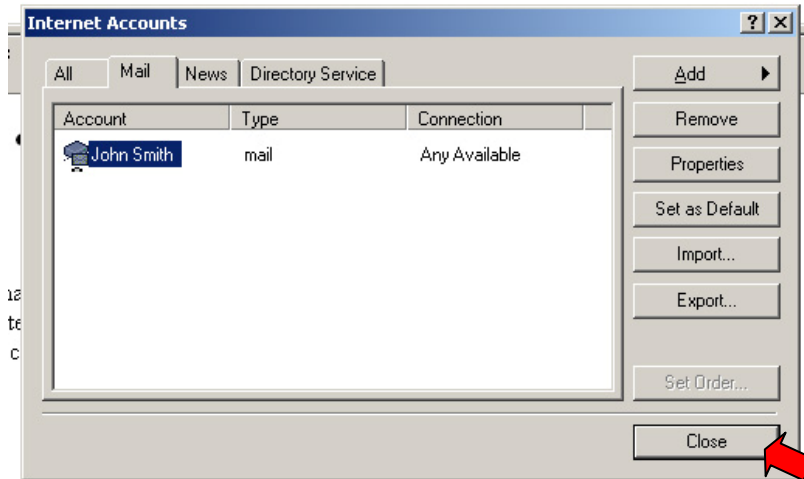 Internet Accounts
All Mail News Directory Service
Add
Account Type Connection
Remove
John Smith mail Any Available
Properties
Set as Default
Import...
Export...
Set Order...
Close